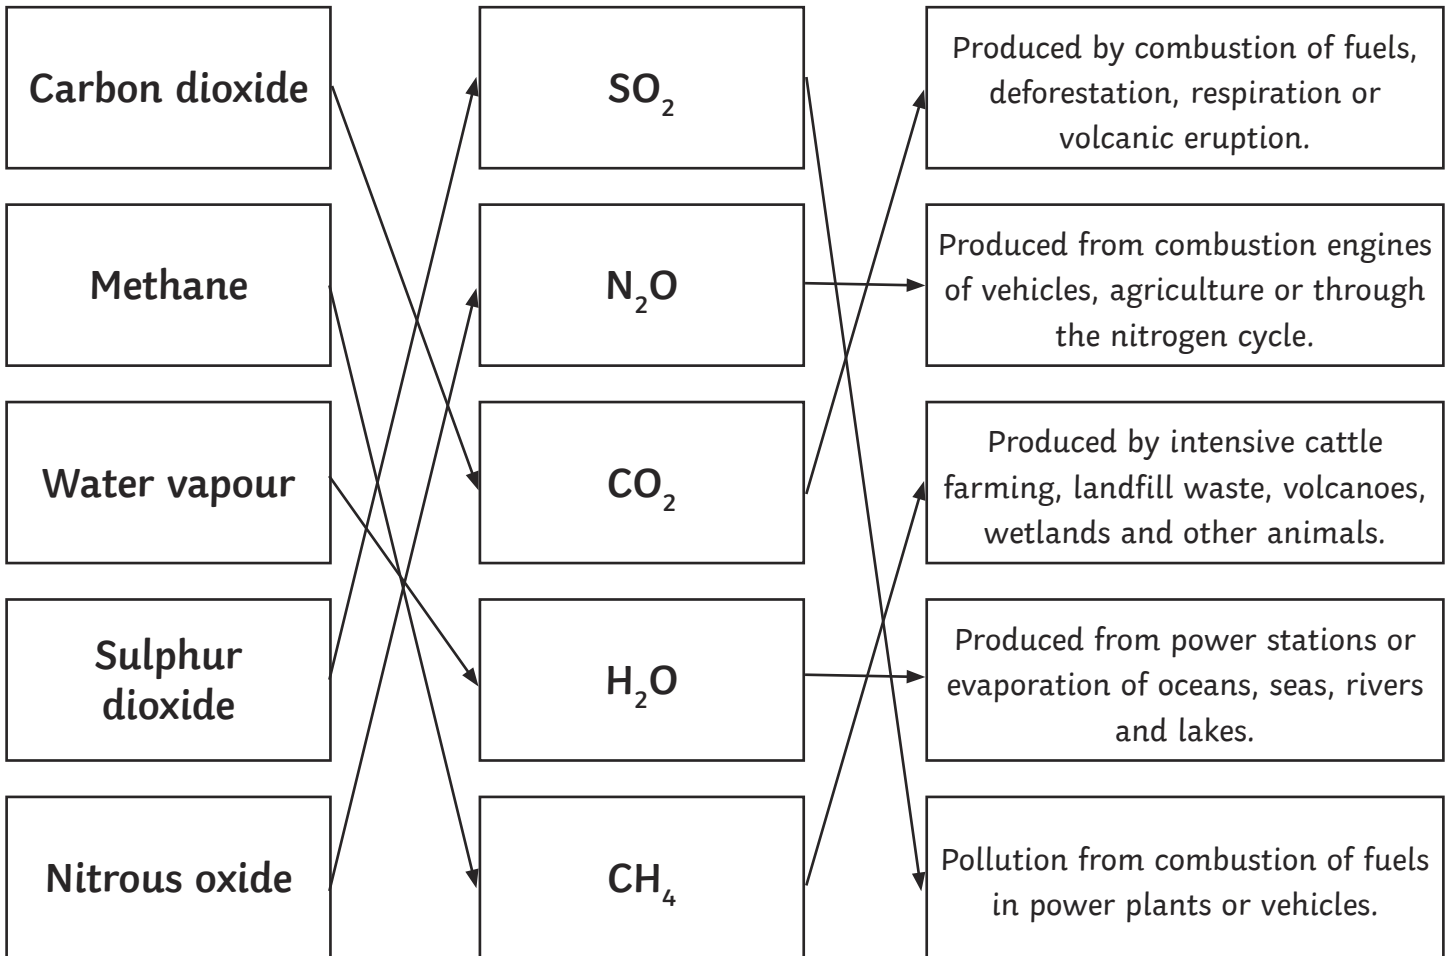 Carbon dioxide
SO₂
Produced by combustion of fuels,
deforestation, respiration or
volcanic eruption.
Methane
N₂O
Produced from combustion engines
of vehicles, agriculture or through
the nitrogen cycle.
Water vapour
CO₂
Produced by intensive cattle
farming, landfill waste, volcanoes,
wetlands and other animals.
Sulphur
dioxide
H₂O
Produced from power stations or
evaporation of oceans, seas, rivers
and lakes.
Nitrous oxide
CH₄
Pollution from combustion of fuels
in power plants or vehicles.